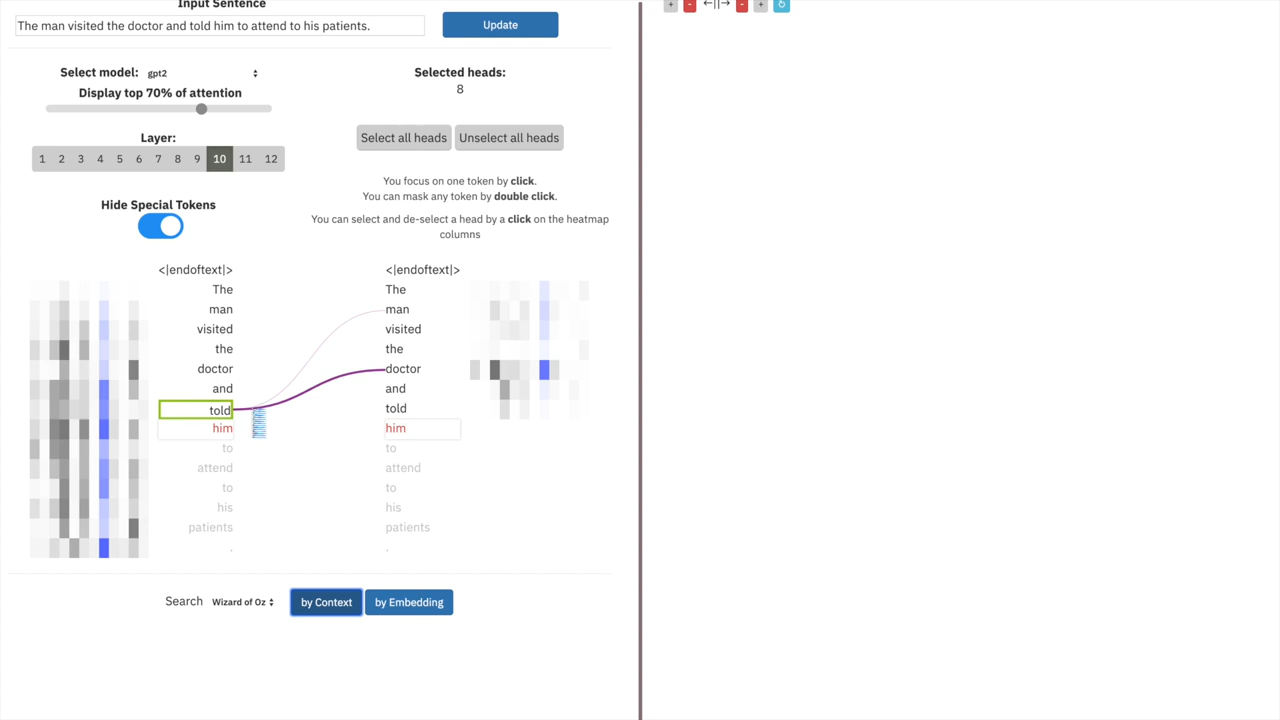 Input Sentence
The man visited the doctor and told him to attend to his patients.
Update
Select model: gpt2
Display top 70% of attention
Layer:
1 2 3 4 5 6 7 8 9 10 11 12
Hide Special Tokens
Selected heads:
8
Select all heads Unselect all heads
You focus on one token by click.
You can mask any token by double click.
You can select and de-select a head by a click on the heatmap
columns
<|endoftext|> <|endoftext|>
The The
man man
visited visited
the the
doctor doctor
and and
told told
him him
to to
attend attend
to to
his his
patients patients
. .
Search Wizard of Oz by Context by Embedding
+ - ←||→ - + ↻